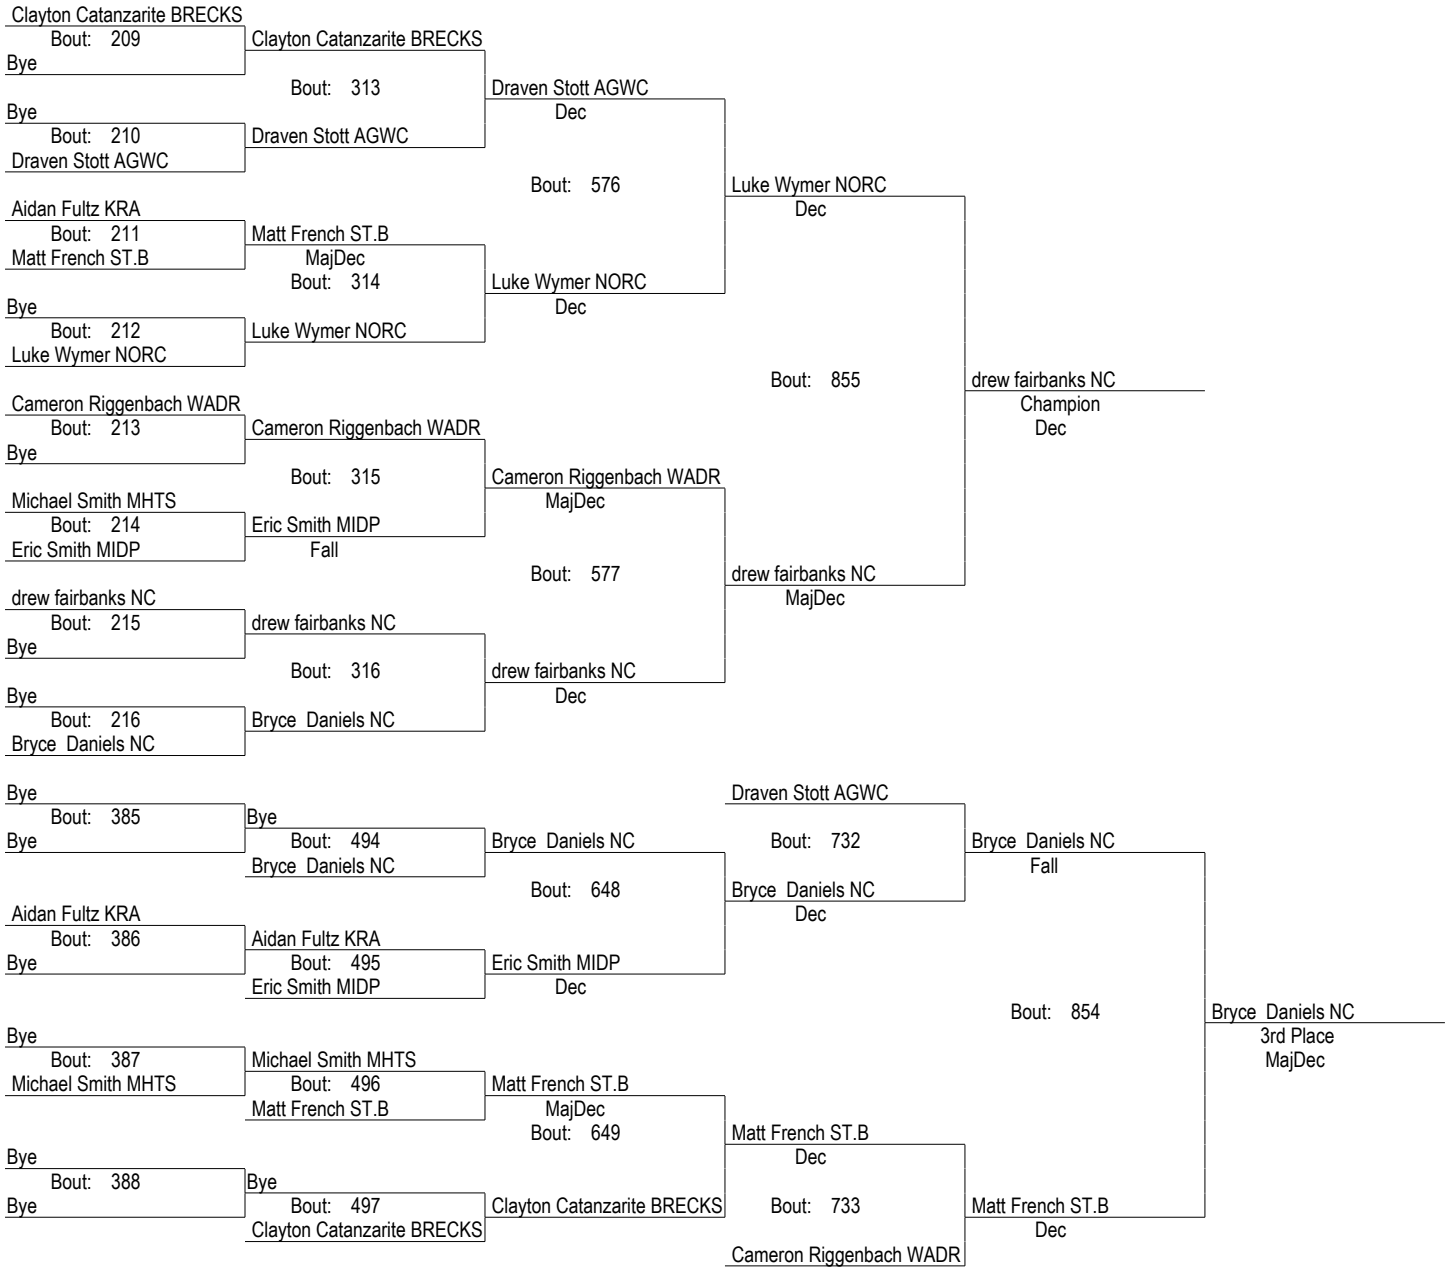 Clayton Catanzarite BRECKS
Bout: 209
Clayton Catanzarite BRECKS
Bye
Bout: 313
Draven Stott AGWC
Bye
Dec
Bout: 210
Draven Stott AGWC
Draven Stott AGWC
Bout: 576
Luke Wymer NORC
Aidan Fultz KRA
Dec
Bout: 211
Matt French ST.B
Matt French ST.B
MajDec
Bout: 314
Luke Wymer NORC
Bye
Dec
Bout: 212
Luke Wymer NORC
Luke Wymer NORC
Bout: 855
drew fairbanks NC
Cameron Riggenbach WADR
Champion
Bout: 213
Cameron Riggenbach WADR
Dec
Bye
Bout: 315
Cameron Riggenbach WADR
Michael Smith MHTS
MajDec
Bout: 214
Eric Smith MIDP
Eric Smith MIDP
Fall
Bout: 577
drew fairbanks NC
drew fairbanks NC
MajDec
Bout: 215
drew fairbanks NC
Bye
Bout: 316
drew fairbanks NC
Bye
Dec
Bout: 216
Bryce Daniels NC
Bryce Daniels NC
Bye
Draven Stott AGWC
Bout: 385
Bye
Bye
Bout: 494
Bryce Daniels NC
Bout: 732
Bryce Daniels NC
Bryce Daniels NC
Fall
Bout: 648
Bryce Daniels NC
Aidan Fultz KRA
Dec
Bout: 386
Aidan Fultz KRA
Bye
Bout: 495
Eric Smith MIDP
Eric Smith MIDP
Dec
Bout: 854
Bryce Daniels NC
Bye
3rd Place
Bout: 387
Michael Smith MHTS
MajDec
Michael Smith MHTS
Bout: 496
Matt French ST.B
Matt French ST.B
MajDec
Bout: 649
Matt French ST.B
Bye
Dec
Bout: 388
Bye
Bye
Bout: 497
Clayton Catanzarite BRECKS
Bout: 733
Matt French ST.B
Clayton Catanzarite BRECKS
Dec
Cameron Riggenbach WADR